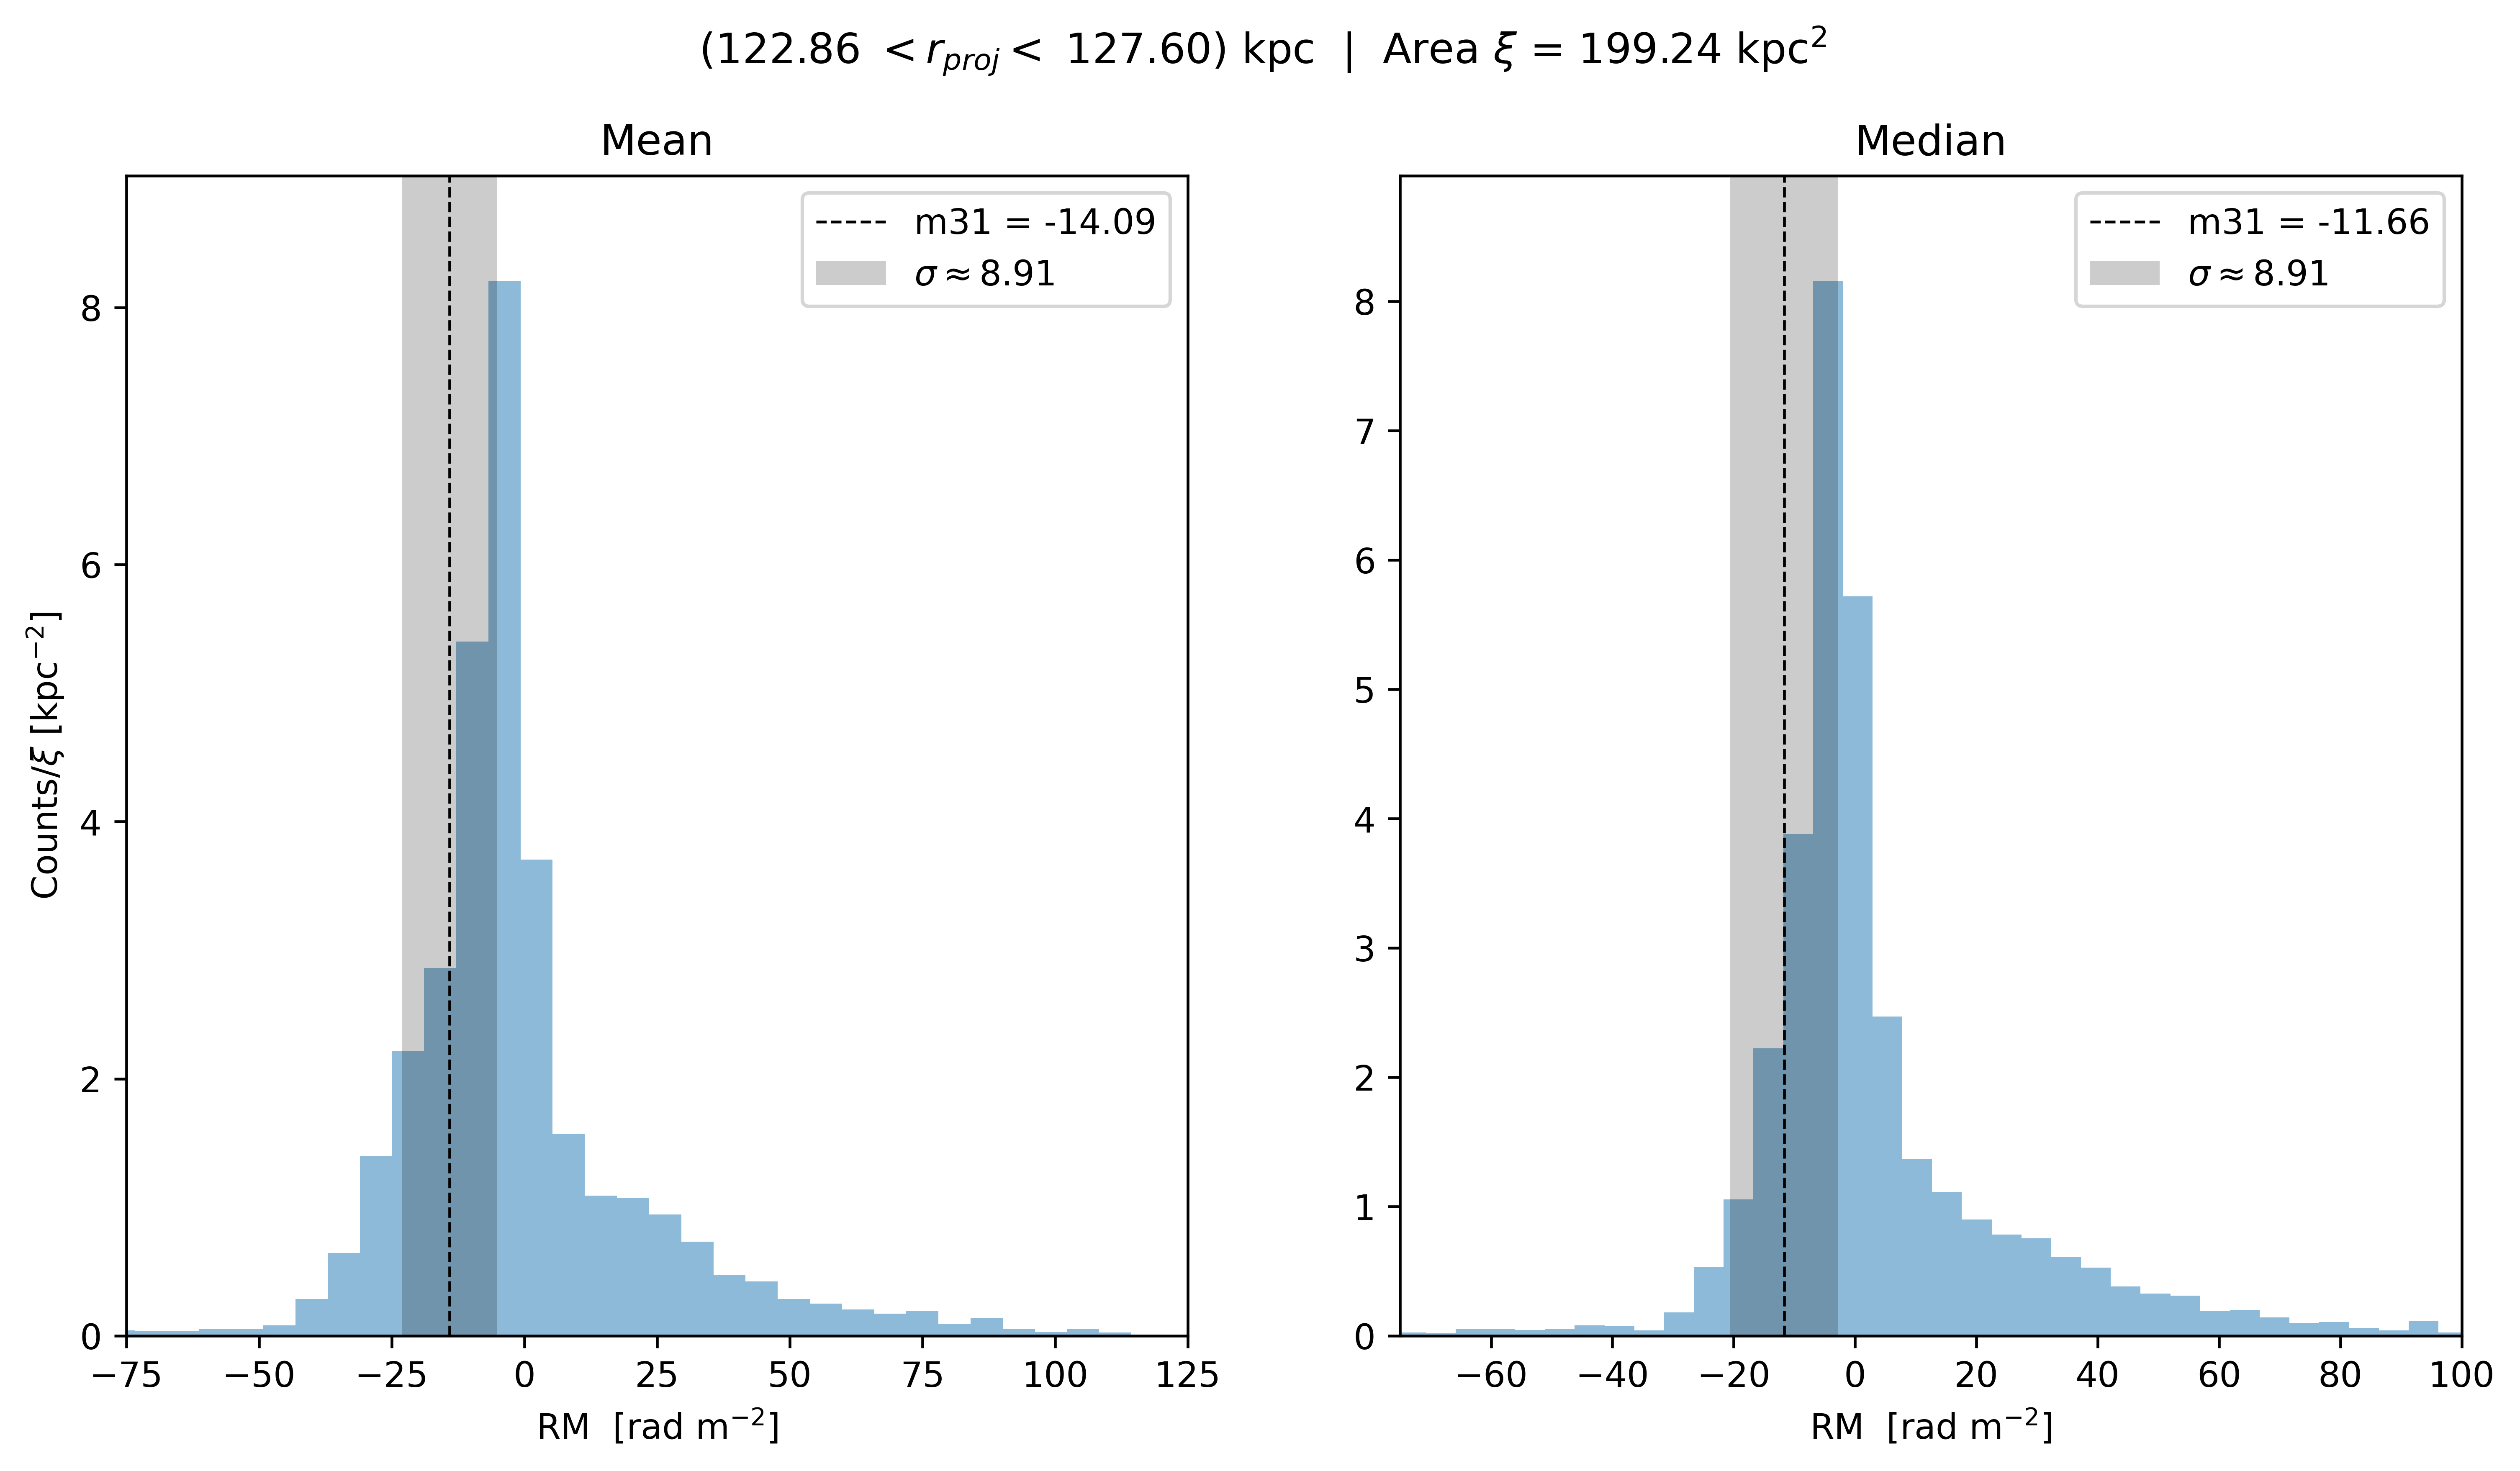 (122.86 < r_proj < 127.60) kpc | Area ξ = 199.24 kpc²
Mean
m31 = -14.09
σ ≈ 8.91
8
6
4
2
0
Counts/ξ [kpc⁻²]
−75 −50 −25 0 25 50 75 100 125
RM [rad m⁻²]
Median
m31 = -11.66
σ ≈ 8.91
8
7
6
5
4
3
2
1
0
−60 −40 −20 0 20 40 60 80 100
RM [rad m⁻²]